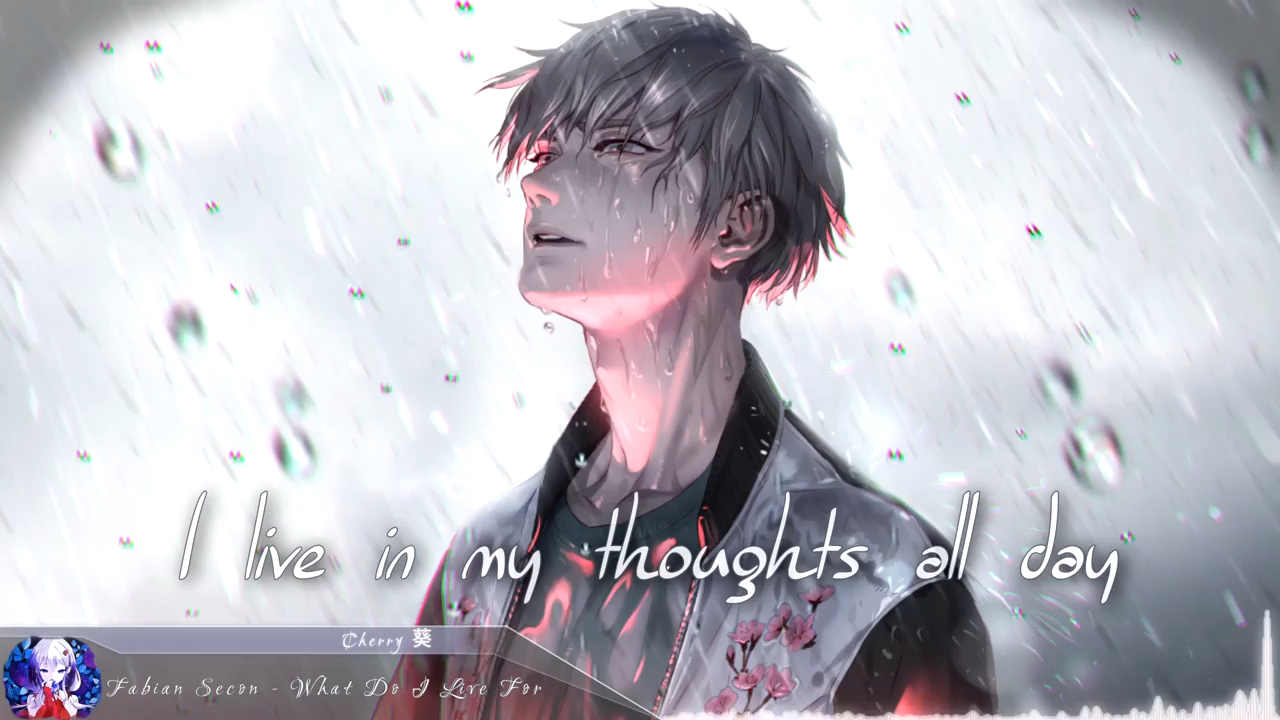 I live in my thoughts all day
Cherry 葵
Fabian Secon - What Do I Live For